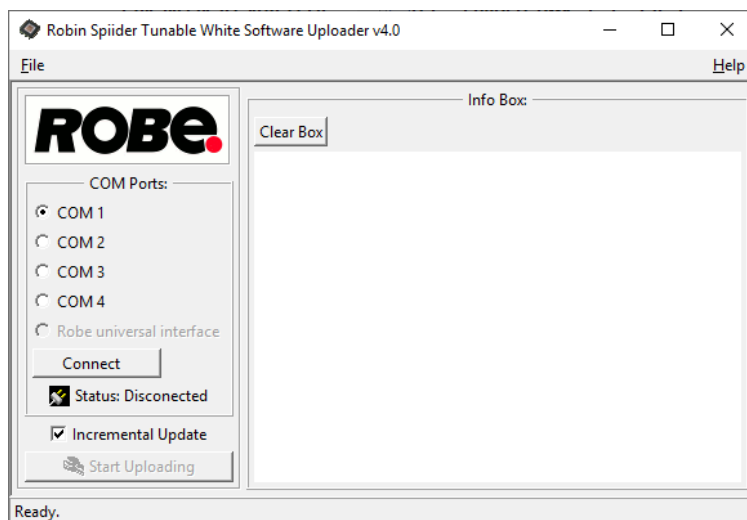 Robin Spiider Tunable White Software Uploader v4.0
File
Help
ROBE
COM Ports:
COM 1
COM 2
COM 3
COM 4
Robe universal interface
Connect
Status: Disconected
Incremental Update
Start Uploading
Info Box:
Clear Box
Ready.